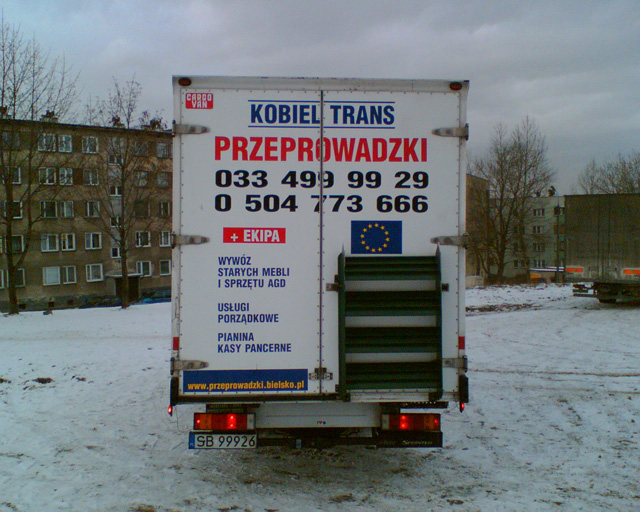 CARGO
VAN
KOBIEL TRANS
PRZEPROWADZKI
033 499 99 29
0 504 773 666
+ EKIPA
WYWÓZ
STARYCH MEBLI
I SPRZĘTU AGD
USŁUGI
PORZĄDKOWE
PIANINA
KASY PANCERNE
www.przeprowadzki.bielsko.pl
SB 99926